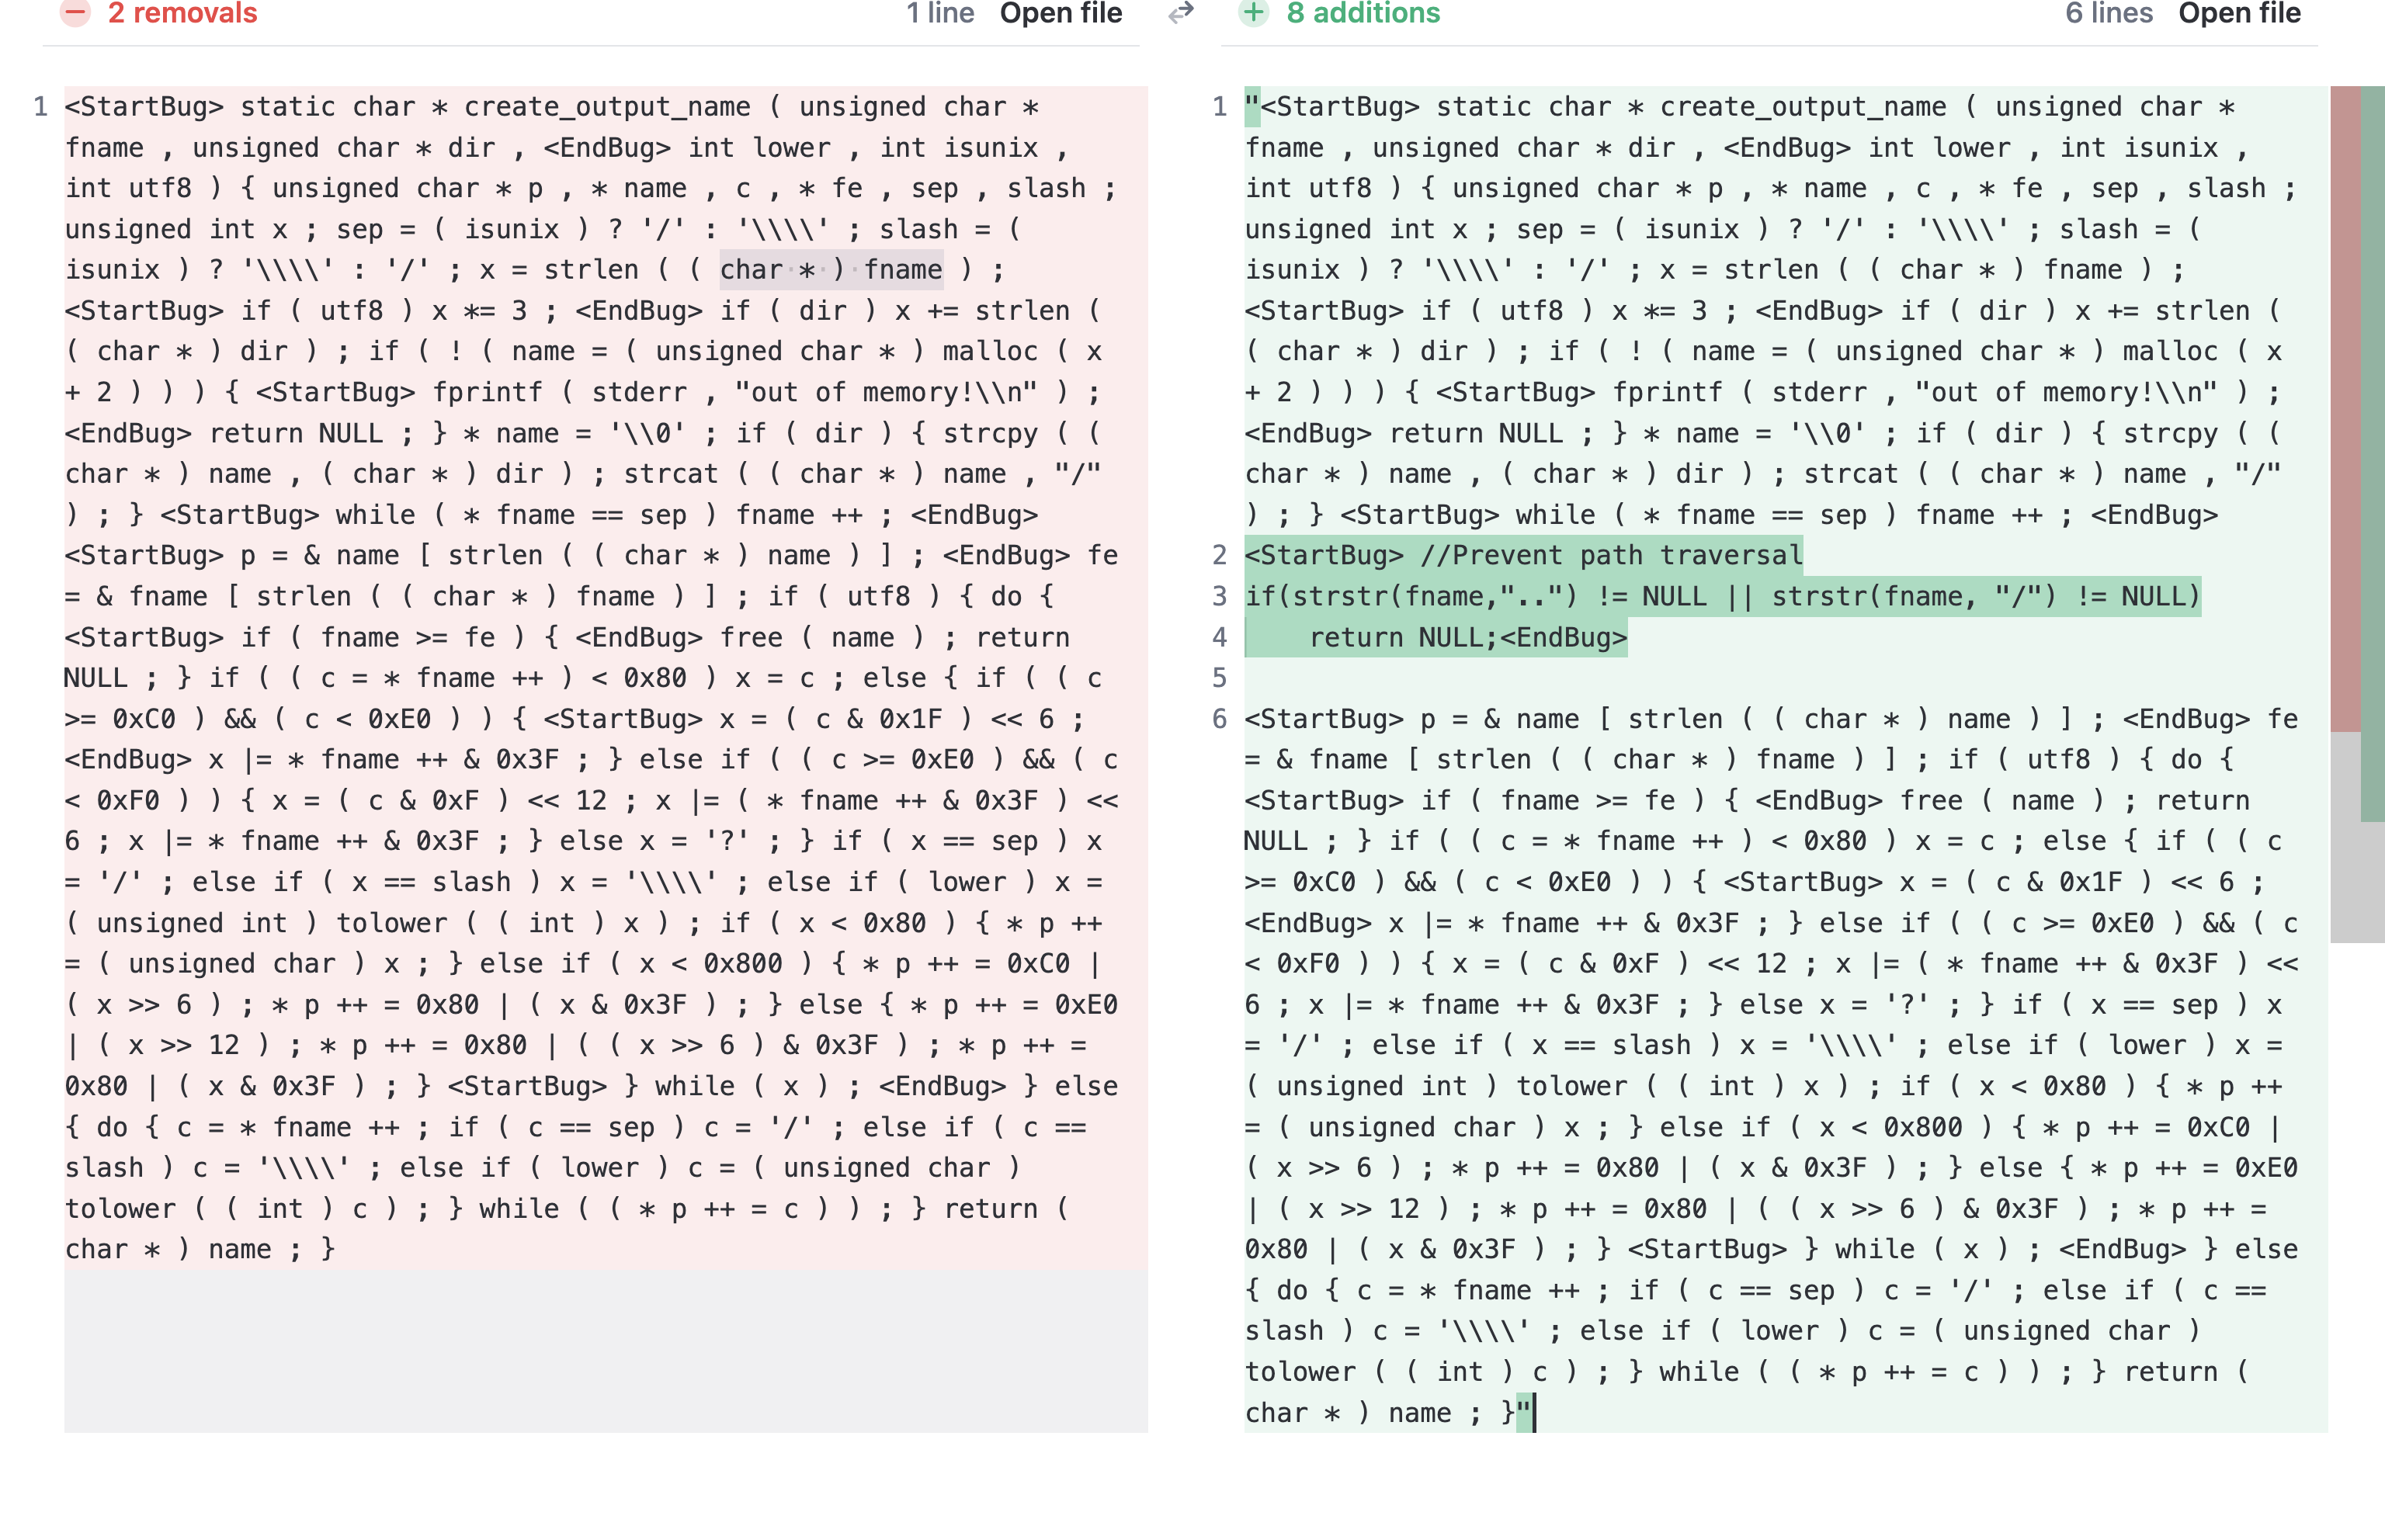 2 removals
1 line Open file
8 additions
6 lines Open file
1 <StartBug> static char * create_output_name ( unsigned char *
fname , unsigned char * dir , <EndBug> int lower , int isunix ,
int utf8 ) { unsigned char * p , * name , c , * fe , sep , slash ;
unsigned int x ; sep = ( isunix ) ? '/' : '\\\\' ; slash = (
isunix ) ? '\\\\' : '/' ; x = strlen ( ( char * ) fname ) ;
<StartBug> if ( utf8 ) x *= 3 ; <EndBug> if ( dir ) x += strlen (
( char * ) dir ) ; if ( ! ( name = ( unsigned char * ) malloc ( x
+ 2 ) ) ) { <StartBug> fprintf ( stderr , "out of memory!\\n" ) ;
<EndBug> return NULL ; } * name = '\\0' ; if ( dir ) { strcpy ( (
char * ) name , ( char * ) dir ) ; strcat ( ( char * ) name , "/"
) ; } <StartBug> while ( * fname == sep ) fname ++ ; <EndBug>
<StartBug> p = & name [ strlen ( ( char * ) name ) ] ; <EndBug> fe
= & fname [ strlen ( ( char * ) fname ) ] ; if ( utf8 ) { do {
<StartBug> if ( fname >= fe ) { <EndBug> free ( name ) ; return
NULL ; } if ( ( c = * fname ++ ) < 0x80 ) x = c ; else { if ( ( c
>= 0xC0 ) && ( c < 0xE0 ) ) { <StartBug> x = ( c & 0x1F ) << 6 ;
<EndBug> x |= * fname ++ & 0x3F ; } else if ( ( c >= 0xE0 ) && ( c
< 0xF0 ) ) { x = ( c & 0xF ) << 12 ; x |= ( * fname ++ & 0x3F ) <<
6 ; x |= * fname ++ & 0x3F ; } else x = '?' ; } if ( x == sep ) x
= '/' ; else if ( x == slash ) x = '\\\\' ; else if ( lower ) x =
( unsigned int ) tolower ( ( int ) x ) ; if ( x < 0x80 ) { * p ++
= ( unsigned char ) x ; } else if ( x < 0x800 ) { * p ++ = 0xC0 |
( x >> 6 ) ; * p ++ = 0x80 | ( x & 0x3F ) ; } else { * p ++ = 0xE0
| ( x >> 12 ) ; * p ++ = 0x80 | ( ( x >> 6 ) & 0x3F ) ; * p ++ =
0x80 | ( x & 0x3F ) ; } <StartBug> } while ( x ) ; <EndBug> } else
{ do { c = * fname ++ ; if ( c == sep ) c = '/' ; else if ( c ==
slash ) c = '\\\\' ; else if ( lower ) c = ( unsigned char )
tolower ( ( int ) c ) ; } while ( ( * p ++ = c ) ) ; } return (
char * ) name ; }
1 "<StartBug> static char * create_output_name ( unsigned char *
fname , unsigned char * dir , <EndBug> int lower , int isunix ,
int utf8 ) { unsigned char * p , * name , c , * fe , sep , slash ;
unsigned int x ; sep = ( isunix ) ? '/' : '\\\\' ; slash = (
isunix ) ? '\\\\' : '/' ; x = strlen ( ( char * ) fname ) ;
<StartBug> if ( utf8 ) x *= 3 ; <EndBug> if ( dir ) x += strlen (
( char * ) dir ) ; if ( ! ( name = ( unsigned char * ) malloc ( x
+ 2 ) ) ) { <StartBug> fprintf ( stderr , "out of memory!\\n" ) ;
<EndBug> return NULL ; } * name = '\\0' ; if ( dir ) { strcpy ( (
char * ) name , ( char * ) dir ) ; strcat ( ( char * ) name , "/"
) ; } <StartBug> while ( * fname == sep ) fname ++ ; <EndBug>
2 <StartBug> //Prevent path traversal
3 if(strstr(fname,"..") != NULL || strstr(fname, "/") != NULL)
4 return NULL;<EndBug>
5
6 <StartBug> p = & name [ strlen ( ( char * ) name ) ] ; <EndBug> fe
= & fname [ strlen ( ( char * ) fname ) ] ; if ( utf8 ) { do {
<StartBug> if ( fname >= fe ) { <EndBug> free ( name ) ; return
NULL ; } if ( ( c = * fname ++ ) < 0x80 ) x = c ; else { if ( ( c
>= 0xC0 ) && ( c < 0xE0 ) ) { <StartBug> x = ( c & 0x1F ) << 6 ;
<EndBug> x |= * fname ++ & 0x3F ; } else if ( ( c >= 0xE0 ) && ( c
< 0xF0 ) ) { x = ( c & 0xF ) << 12 ; x |= ( * fname ++ & 0x3F ) <<
6 ; x |= * fname ++ & 0x3F ; } else x = '?' ; } if ( x == sep ) x
= '/' ; else if ( x == slash ) x = '\\\\' ; else if ( lower ) x =
( unsigned int ) tolower ( ( int ) x ) ; if ( x < 0x80 ) { * p ++
= ( unsigned char ) x ; } else if ( x < 0x800 ) { * p ++ = 0xC0 |
( x >> 6 ) ; * p ++ = 0x80 | ( x & 0x3F ) ; } else { * p ++ = 0xE0
| ( x >> 12 ) ; * p ++ = 0x80 | ( ( x >> 6 ) & 0x3F ) ; * p ++ =
0x80 | ( x & 0x3F ) ; } <StartBug> } while ( x ) ; <EndBug> } else
{ do { c = * fname ++ ; if ( c == sep ) c = '/' ; else if ( c ==
slash ) c = '\\\\' ; else if ( lower ) c = ( unsigned char )
tolower ( ( int ) c ) ; } while ( ( * p ++ = c ) ) ; } return (
char * ) name ; }"